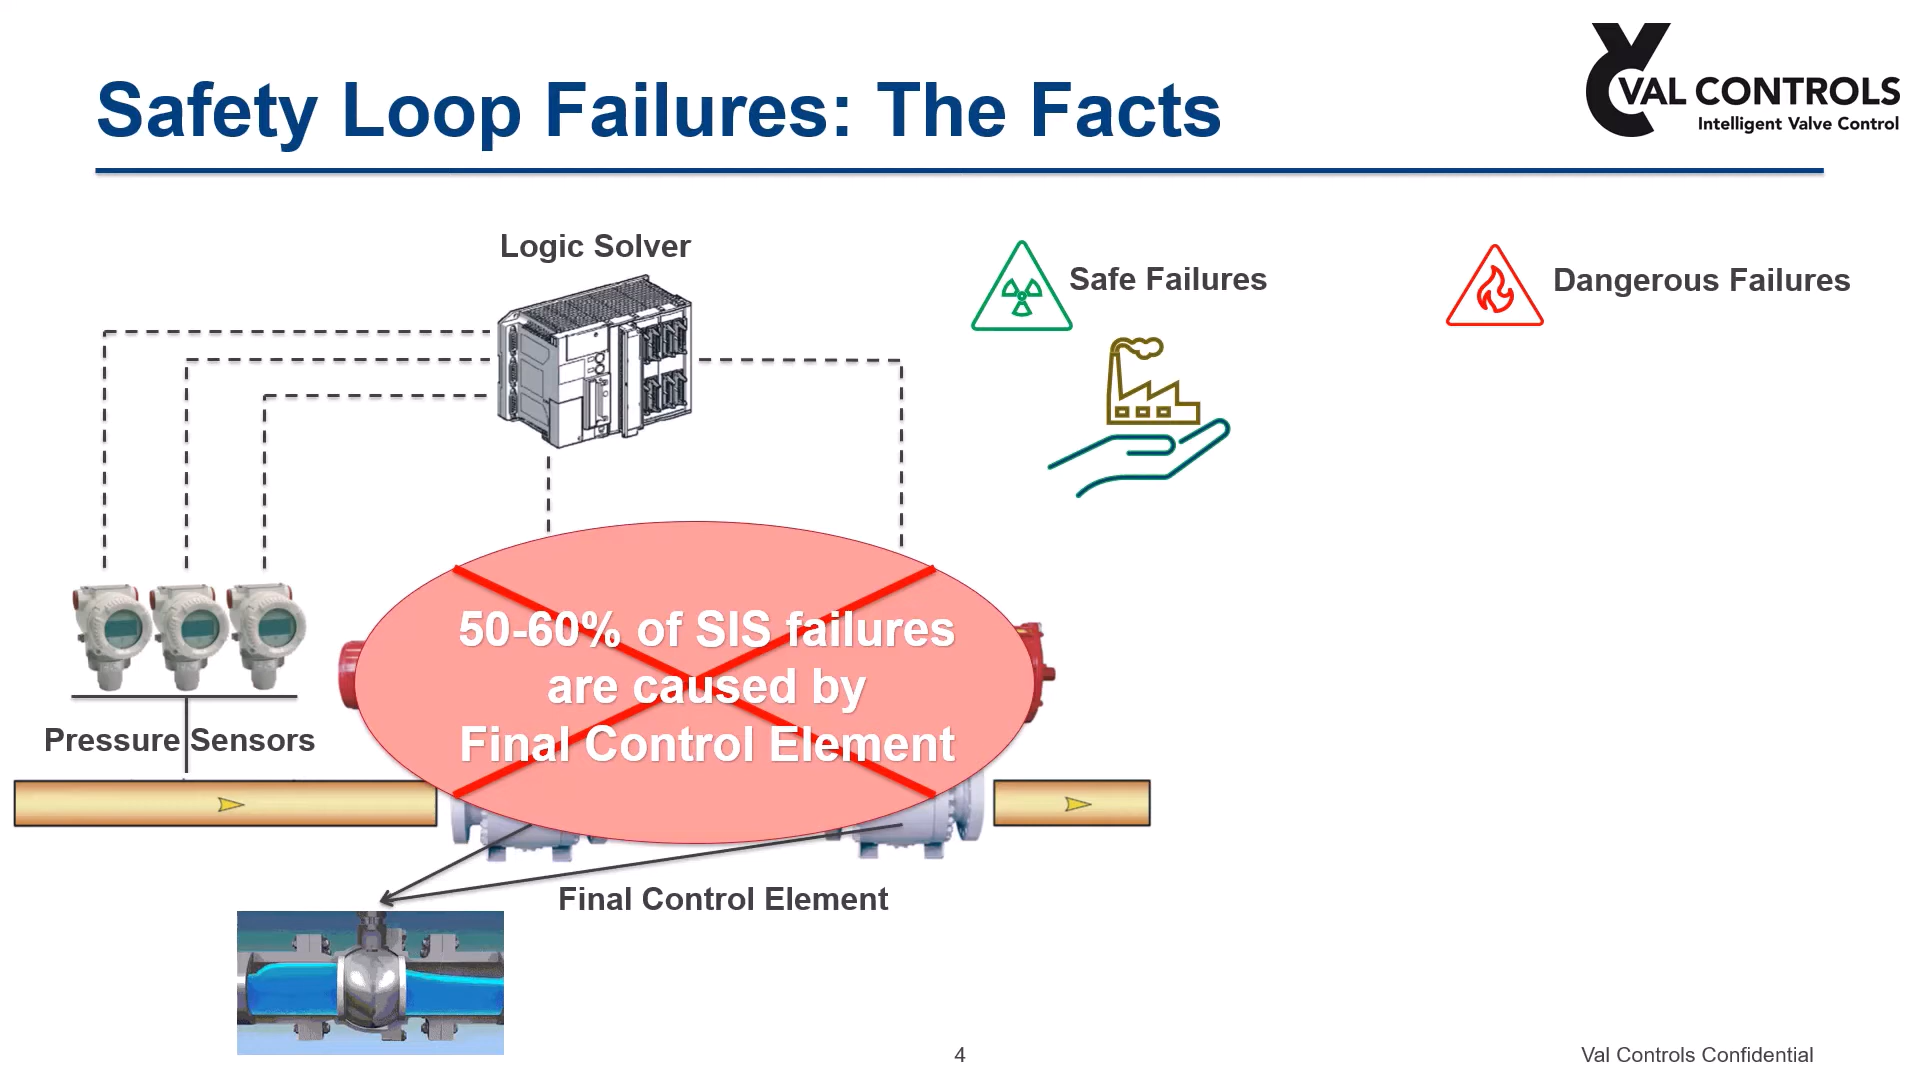 Safety Loop Failures: The Facts
VAL CONTROLS
Intelligent Valve Control
Logic Solver
Safe Failures
Dangerous Failures
50-60% of SIS failures
are caused by
Final Control Element
Pressure Sensors
Final Control Element
4
Val Controls Confidential